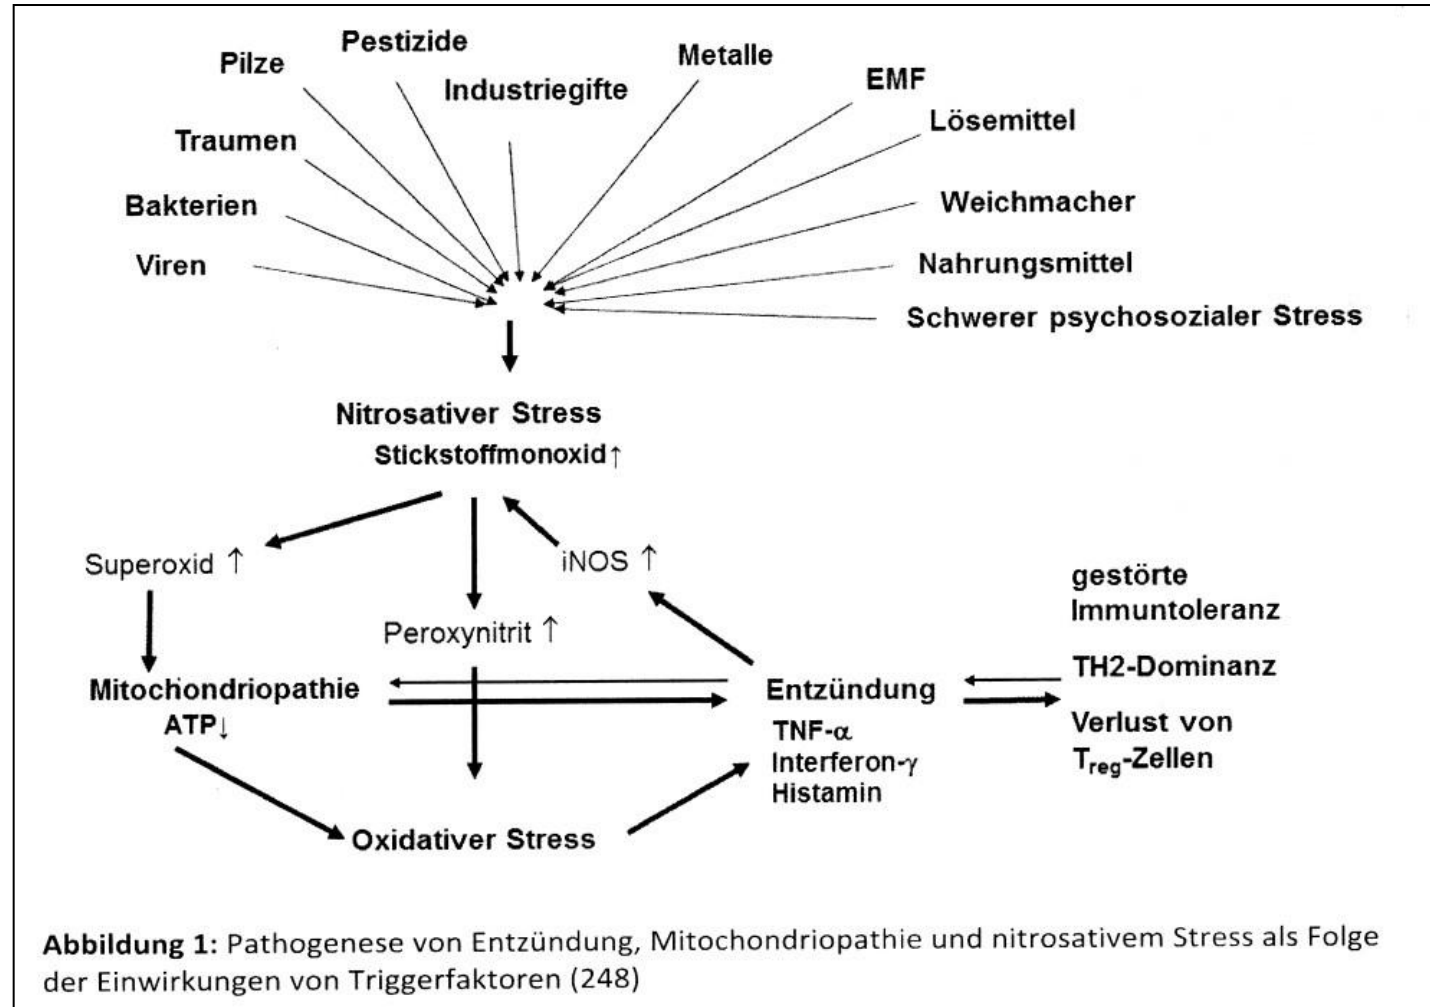 Pestizide
Metalle
Pilze
EMF
Industriegifte
Lösemittel
Traumen
Bakterien
Weichmacher
Viren
Nahrungsmittel
Schwerer psychosozialer Stress
Nitrosativer Stress
Stickstoffmonoxid↑
Superoxid ↑
iNOS ↑
gestörte
Immuntoleranz
Peroxynitrit ↑
TH2-Dominanz
Mitochondriopathie
ATP↓
Entzündung
TNF-α
Interferon-γ
Histamin
Verlust von
Treg-Zellen
Oxidativer Stress
Abbildung 1: Pathogenese von Entzündung, Mitochondriopathie und nitrosativem Stress als Folge
der Einwirkungen von Triggerfaktoren (248)